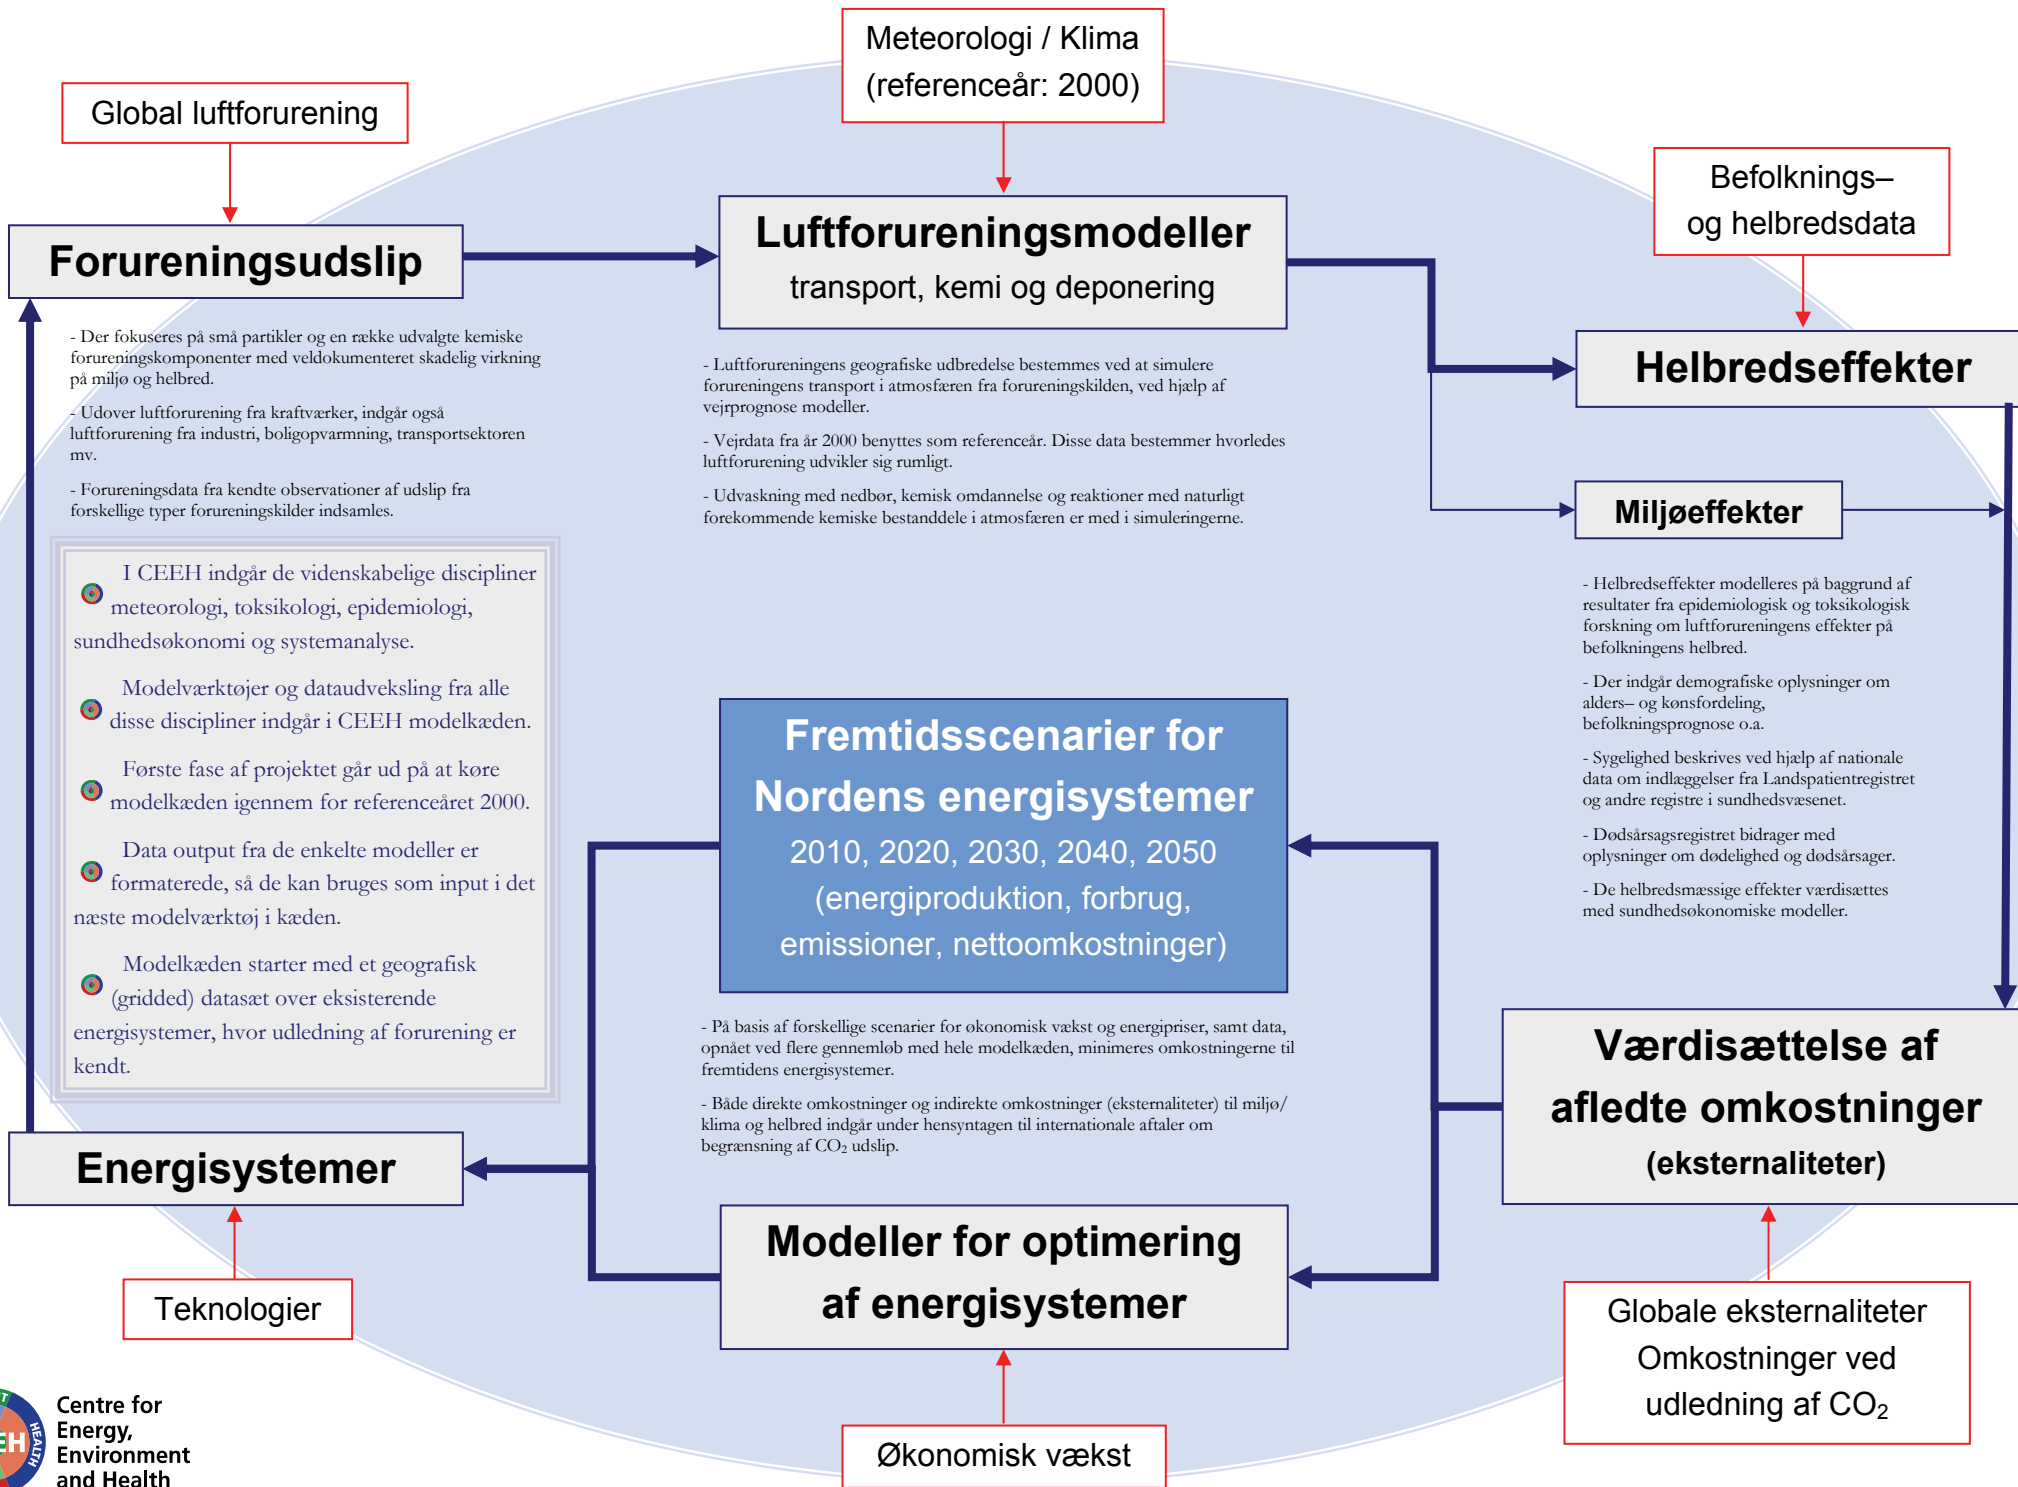 Meteorologi / Klima
(referenceår: 2000)
Global luftforurening
Befolknings–
og helbredsdata
Forureningsudslip
Luftforureningsmodeller
transport, kemi og deponering
Helbredseffekter
Miljøeffekter
- Der fokuseres på små partikler og en række udvalgte kemiske
forureningskomponenter med veldokumenteret skadelig virkning
på miljø og helbred.
- Udover luftforurening fra kraftværker, indgår også
luftforurening fra industri, boligopvarmning, transportsektoren
mv.
- Forureningsdata fra kendte observationer af udslip fra
forskellige typer forureningskilder indsamles.
- Luftforureningens geografiske udbredelse bestemmes ved at simulere
forureningens transport i atmosfæren fra forureningskilden, ved hjælp af
vejrprognose modeller.
- Vejrdata fra år 2000 benyttes som referenceår. Disse data bestemmer hvorledes
luftforurening udvikler sig rumligt.
- Udvaskning med nedbør, kemisk omdannelse og reaktioner med naturligt
forekommende kemiske bestanddele i atmosfæren er med i simuleringerne.
I CEEH indgår de videnskabelige discipliner
meteorologi, toksikologi, epidemiologi,
sundhedsøkonomi og systemanalyse.
Modelværktøjer og dataudveksling fra alle
disse discipliner indgår i CEEH modelkæden.
Første fase af projektet går ud på at køre
modelkæden igennem for referenceåret 2000.
Data output fra de enkelte modeller er
formaterede, så de kan bruges som input i det
næste modelværktøj i kæden.
Modelkæden starter med et geografisk
(gridded) datasæt over eksisterende
energisystemer, hvor udledning af forurening er
kendt.
- Helbredseffekter modelleres på baggrund af
resultater fra epidemiologisk og toksikologisk
forskning om luftforureningens effekter på
befolkningens helbred.
- Der indgår demografiske oplysninger om
alders– og kønsfordeling,
befolkningsprognose o.a.
- Sygelighed beskrives ved hjælp af nationale
data om indlæggelser fra Landspatientregistret
og andre registre i sundhedsvæsenet.
- Dødsårsagsregistret bidrager med
oplysninger om dødelighed og dødsårsager.
- De helbredsmæssige effekter værdisættes
med sundhedsøkonomiske modeller.
Fremtidsscenarier for
Nordens energisystemer
2010, 2020, 2030, 2040, 2050
(energiproduktion, forbrug,
emissioner, nettoomkostninger)
- På basis af forskellige scenarier for økonomisk vækst og energipriser, samt data,
opnået ved flere gennemløb med hele modelkæden, minimeres omkostningerne til
fremtidens energisystemer.
- Både direkte omkostninger og indirekte omkostninger (eksternaliteter) til miljø/
klima og helbred indgår under hensyntagen til internationale aftaler om
begrænsning af CO₂ udslip.
Værdisættelse af
afledte omkostninger
(eksternaliteter)
Energisystemer
Modeller for optimering
af energisystemer
Teknologier
Globale eksternaliteter
Omkostninger ved
udledning af CO₂
Økonomisk vækst
HEALTH
Centre for
Energy,
Environment
and Health